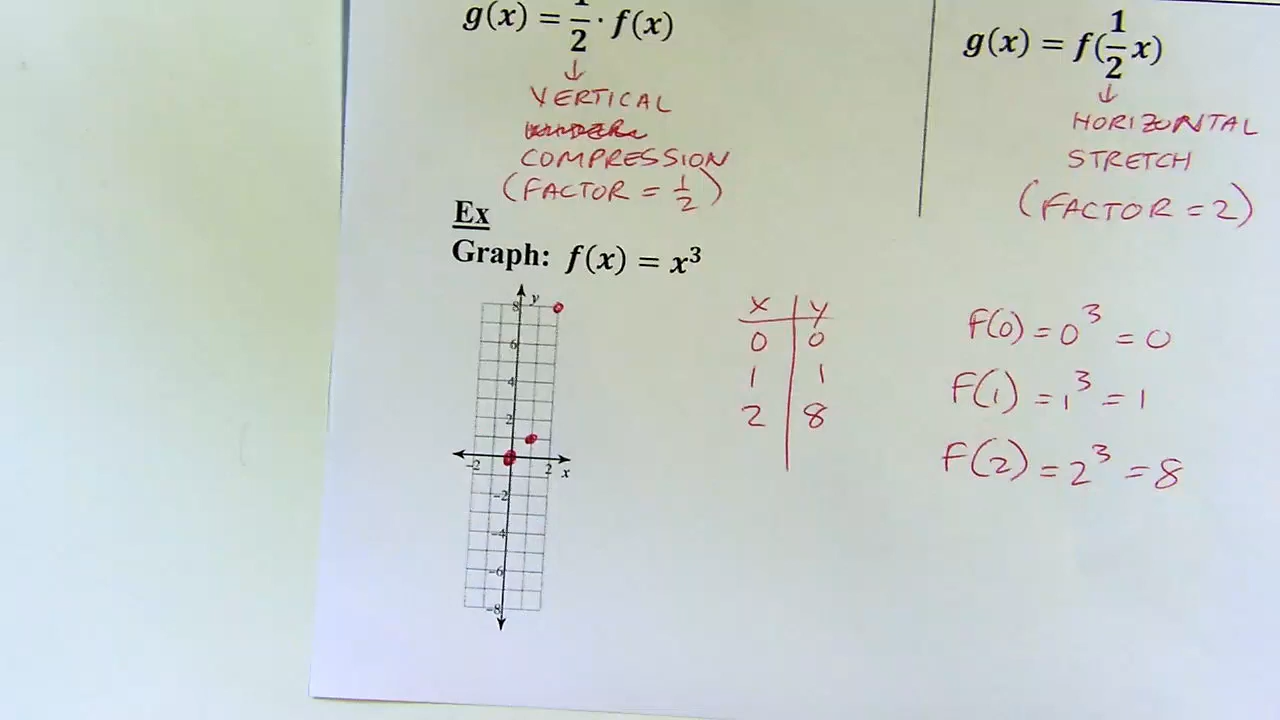 g(x) = 1/2 · f(x)
↓
VERTICAL
COMPRESSION
(FACTOR = 1/2)
g(x) = f(1/2 x)
↓
HORIZONTAL
STRETCH
(FACTOR = 2)
Ex
Graph: f(x) = x³
y
8
6
4
2
-2 2 x
-2
-4
-6
-8
x | y
0 | 0
1 | 1
2 | 8
f(0) = 0³ = 0
f(1) = 1³ = 1
f(2) = 2³ = 8